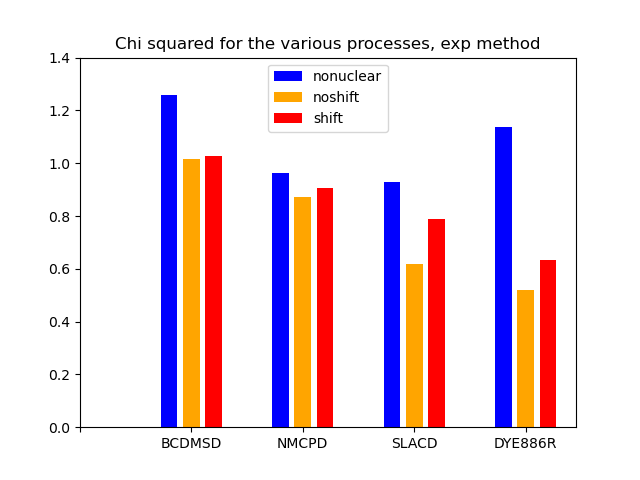 Chi squared for the various processes, exp method
1.4
1.2
1.0
0.8
0.6
0.4
0.2
0.0
nonuclear
noshift
shift
BCDMSD NMCPD SLACD DYE886R